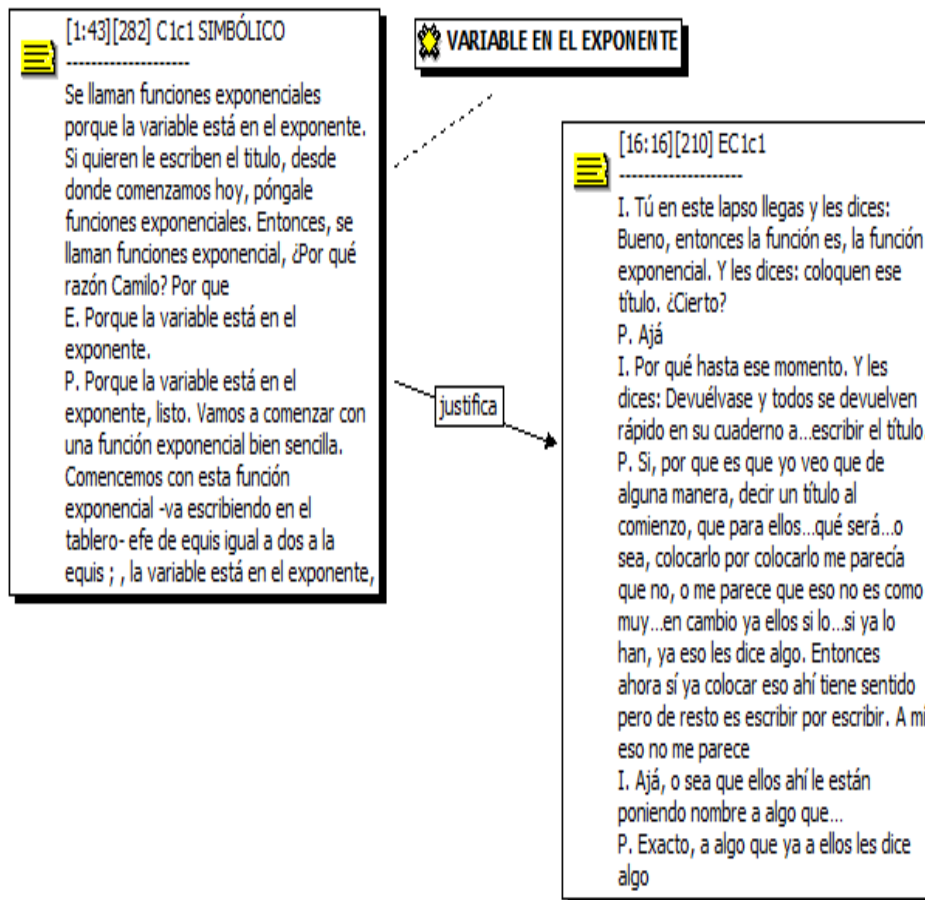 [1:43][282] C1c1 SIMBÓLICO
--------------------
Se llaman funciones exponenciales
porque la variable está en el exponente.
Si quieren le escriben el titulo, desde
donde comenzamos hoy, póngale
funciones exponenciales. Entonces, se
llaman funciones exponencial, ¿Por qué
razón Camilo? Por que
E. Porque la variable está en el
exponente.
P. Porque la variable está en el
exponente, listo. Vamos a comenzar con
una función exponencial bien sencilla.
Comencemos con esta función
exponencial -va escribiendo en el
tablero- efe de equis igual a dos a la
equis ; , la variable está en el exponente,
VARIABLE EN EL EXPONENTE
justifica
[16:16][210] EC1c1
--------------------
I. Tú en este lapso llegas y les dices:
Bueno, entonces la función es, la función
exponencial. Y les dices: coloquen ese
título. ¿Cierto?
P. Ajá
I. Por qué hasta ese momento. Y les
dices: Devuélvase y todos se devuelven
rápido en su cuaderno a...escribir el título.
P. Si, por que es que yo veo que de
alguna manera, decir un título al
comienzo, que para ellos...qué será...o
sea, colocarlo por colocarlo me parecía
que no, o me parece que eso no es como
muy...en cambio ya ellos si lo...si ya lo
han, ya eso les dice algo. Entonces
ahora sí ya colocar eso ahí tiene sentido
pero de resto es escribir por escribir. A mi
eso no me parece
I. Ajá, o sea que ellos ahí le están
poniendo nombre a algo que...
P. Exacto, a algo que ya a ellos les dice
algo